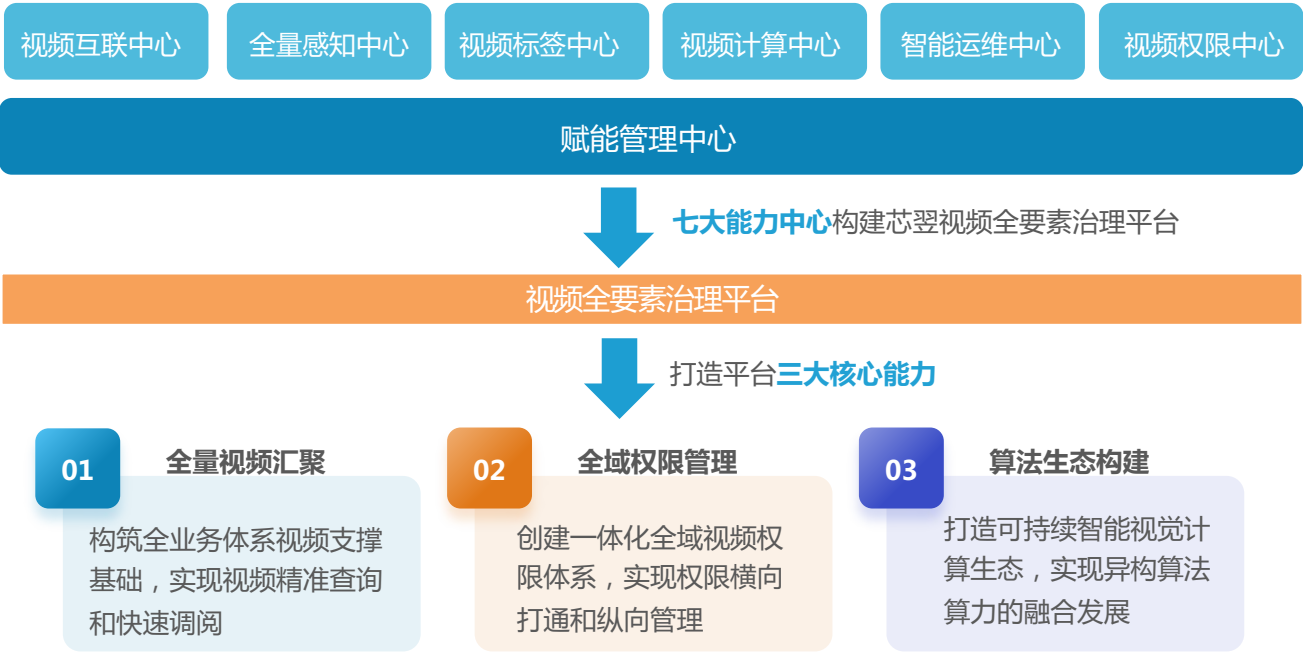 视频互联中心
全量感知中心
视频标签中心
视频计算中心
智能运维中心
视频权限中心
赋能管理中心
七大能力中心构建芯翌视频全要素治理平台
视频全要素治理平台
打造平台三大核心能力
01
全量视频汇聚
构筑全业务体系视频支撑
基础，实现视频精准查询
和快速调阅
02
全域权限管理
创建一体化全域视频权
限体系，实现权限横向
打通和纵向管理
03
算法生态构建
打造可持续智能视觉计
算生态，实现异构算法
算力的融合发展